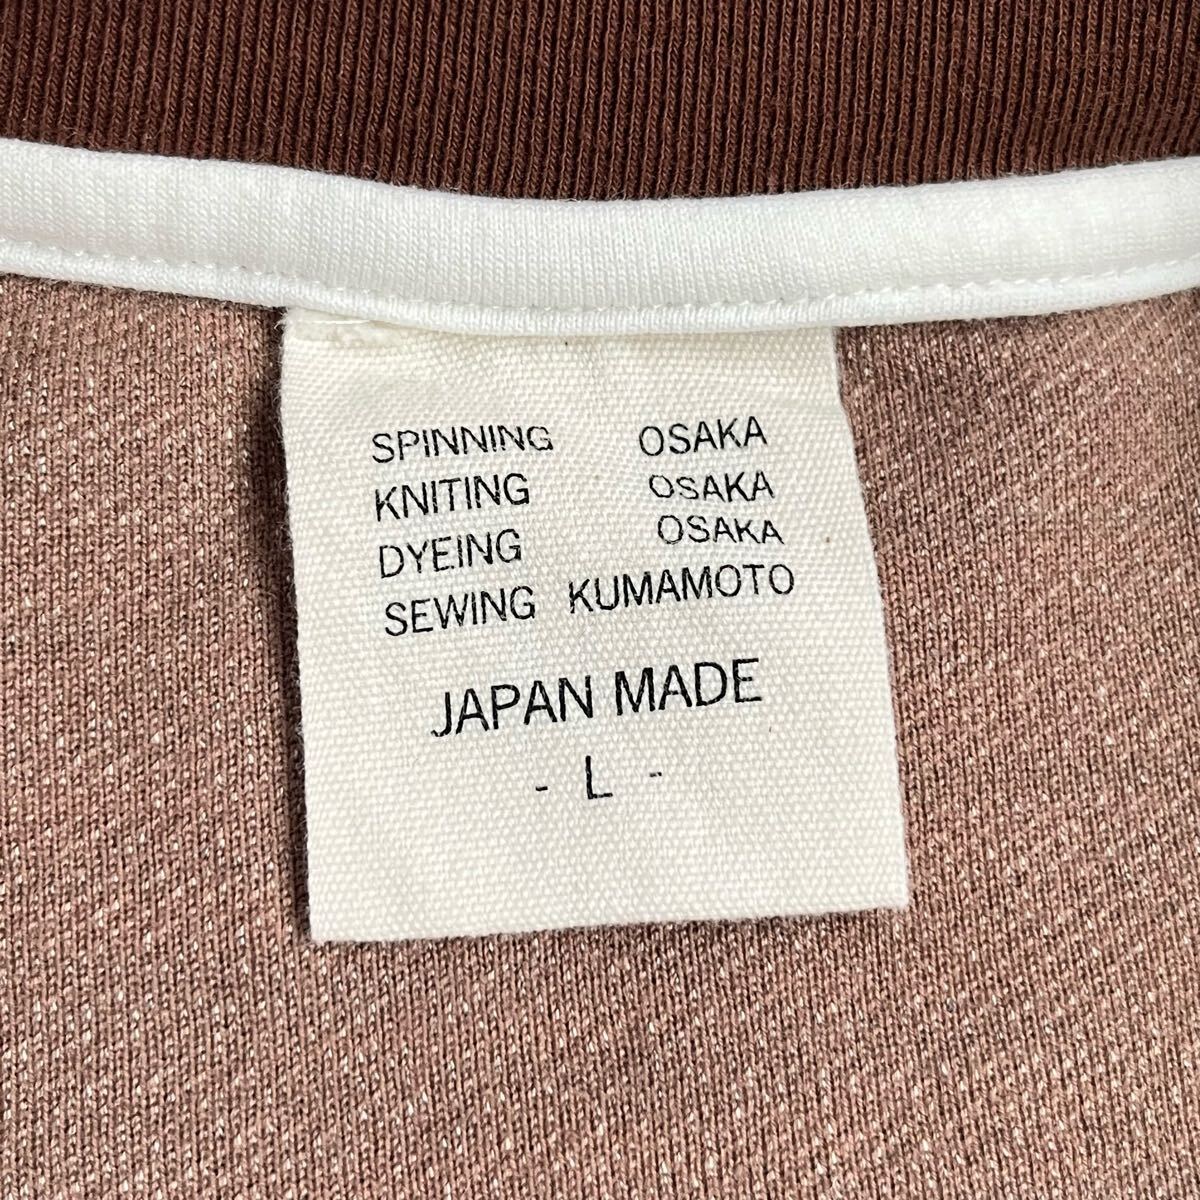 SPINNING OSAKA
KNITING OSAKA
DYEING OSAKA
SEWING KUMAMOTO
JAPAN MADE
- L -